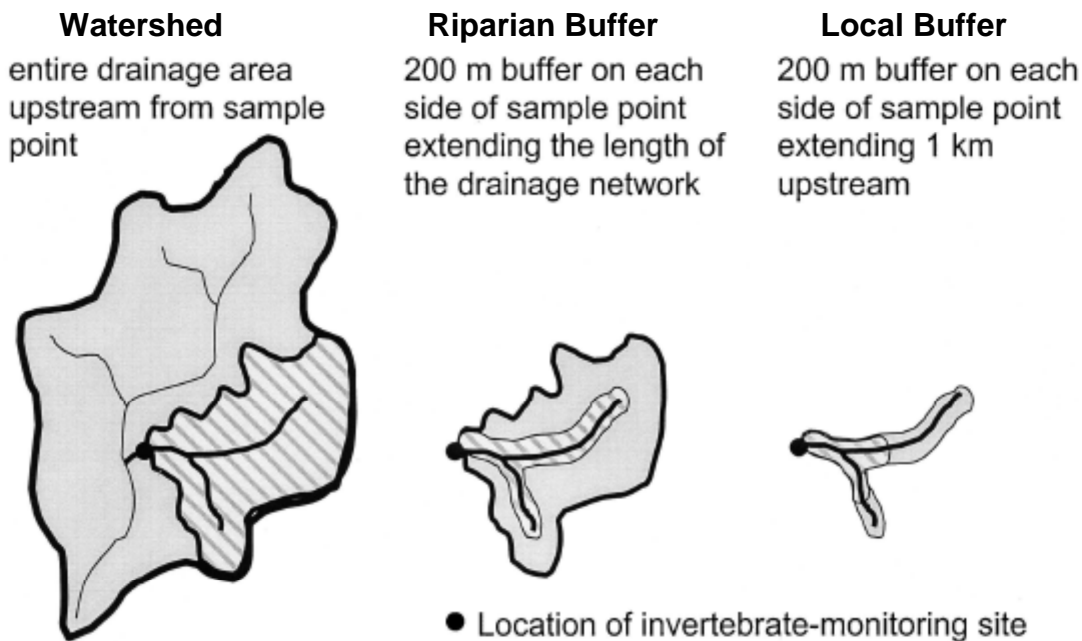 Watershed
entire drainage area
upstream from sample
point
Riparian Buffer
200 m buffer on each
side of sample point
extending the length of
the drainage network
Local Buffer
200 m buffer on each
side of sample point
extending 1 km
upstream
Location of invertebrate-monitoring site